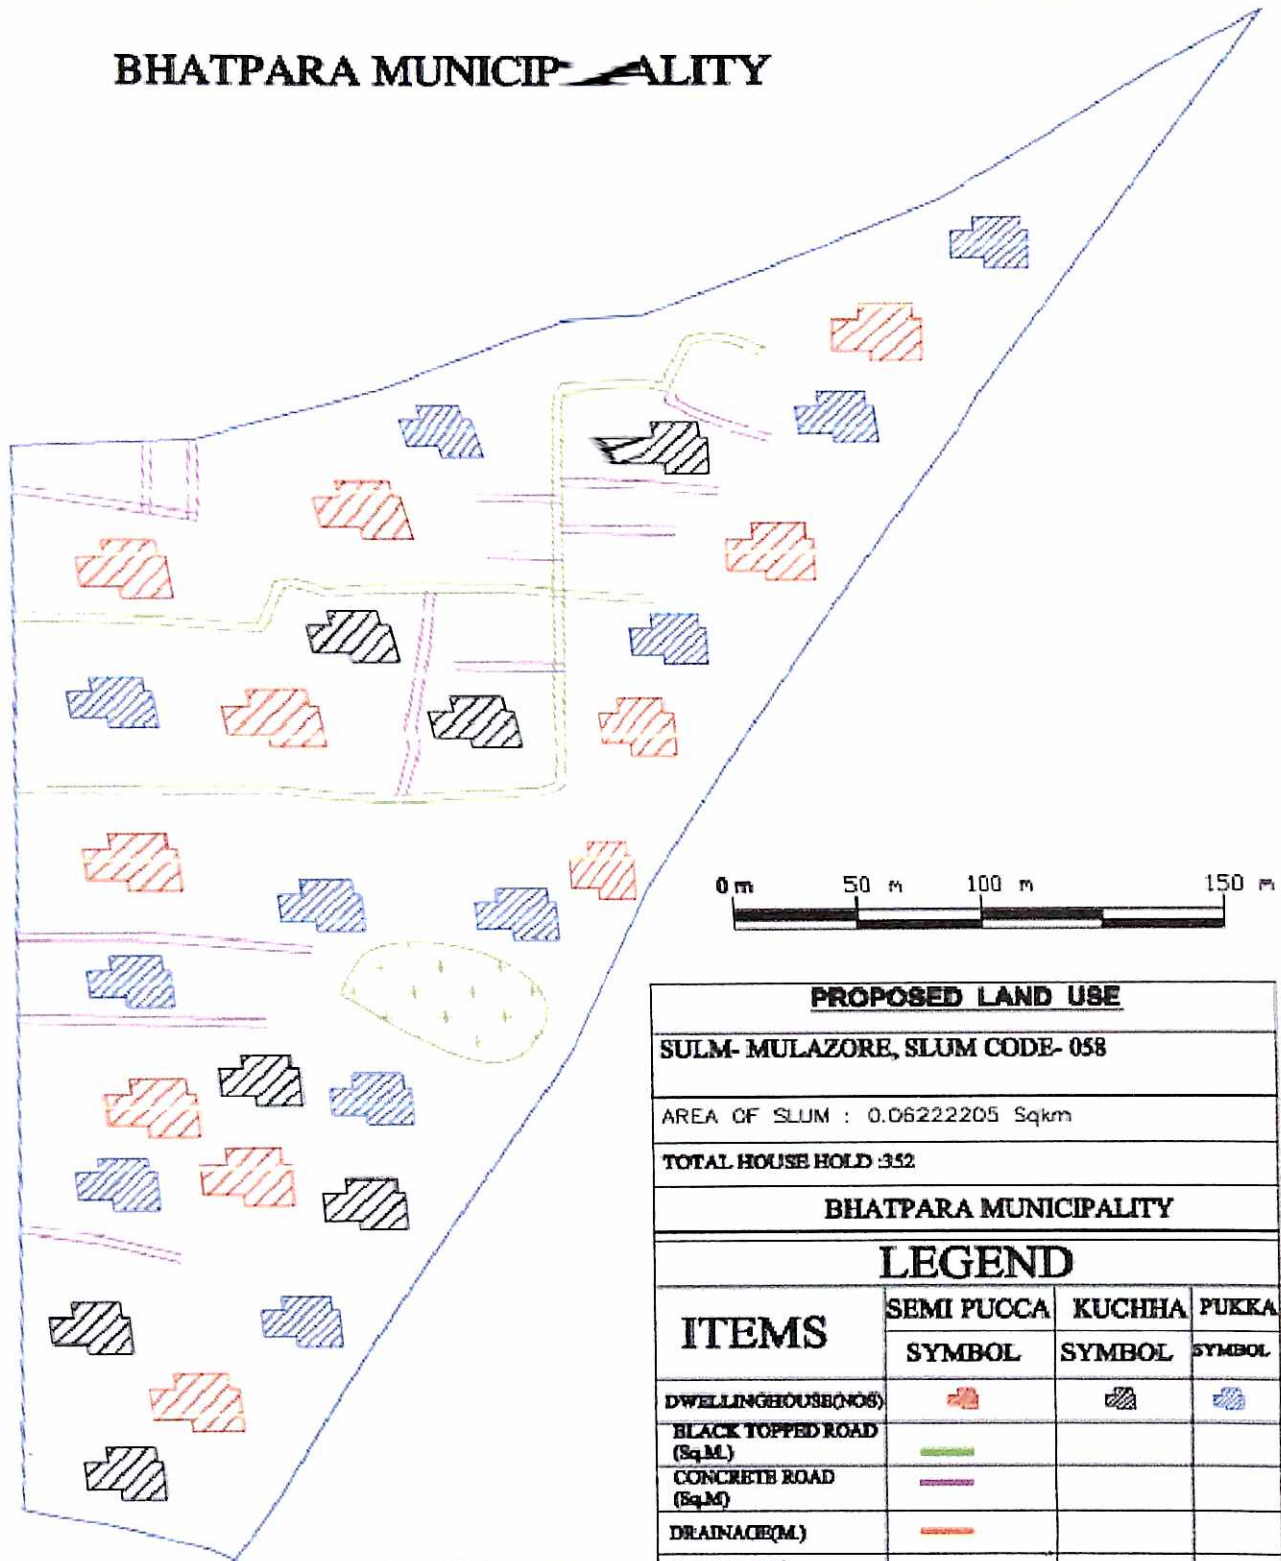 BHATPARA MUNICIPALITY
0 m 50 m 100 m 150 m
PROPOSED LAND USE
SULM- MULAZORE, SLUM CODE- 058
AREA OF SLUM : 0.06222205 Sqkm
TOTAL HOUSE HOLD :352
BHATPARA MUNICIPALITY
LEGEND
ITEMS SEMI PUCCA KUCHHA PUKKA
SYMBOL SYMBOL SYMBOL
DWELLINGHOUSE(NOS)
BLACK TOPPED ROAD
(Sq.M.)
CONCRETE ROAD
(Sq.M)
DRAINAGE(M.)